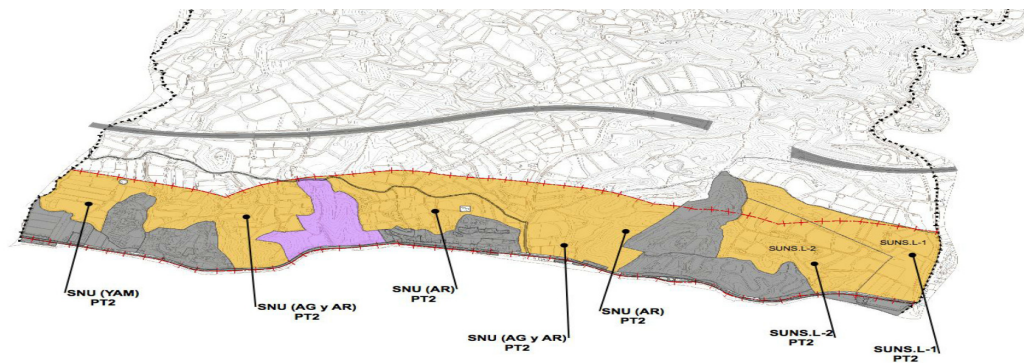 SUNS.L-2
SUNS.L-1
SNU (YAM)
PT2
SNU (AG y AR)
PT2
SNU (AR)
PT2
SNU (AG y AR)
PT2
SNU (AR)
PT2
SUNS.L-2
PT2
SUNS.L-1
PT2